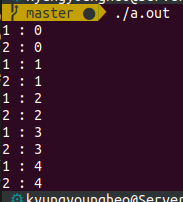 master ● ./a.out
1 : 0
2 : 0
1 : 1
2 : 1
1 : 2
2 : 2
1 : 3
2 : 3
1 : 4
2 : 4
kyungyoungheo@Server